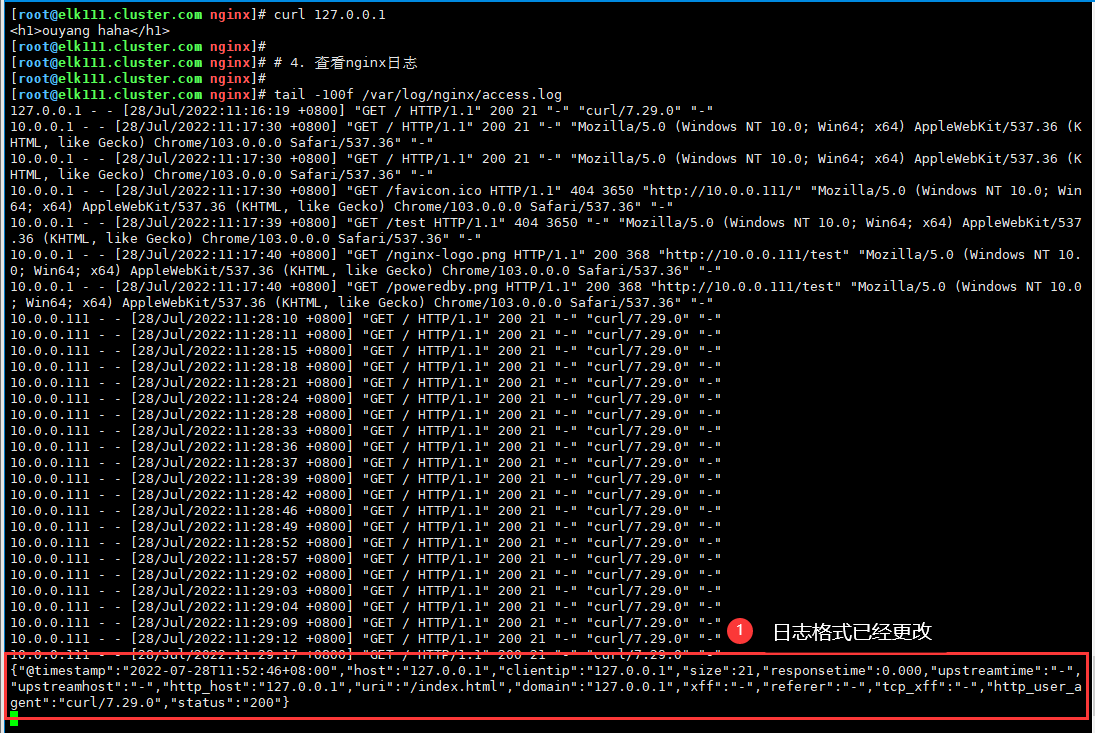 [root@elk111.cluster.com nginx]# curl 127.0.0.1
<h1>ouyang haha</h1>
[root@elk111.cluster.com nginx]#
[root@elk111.cluster.com nginx]# # 4. 查看nginx日志
[root@elk111.cluster.com nginx]#
[root@elk111.cluster.com nginx]# tail -100f /var/log/nginx/access.log
127.0.0.1 - - [28/Jul/2022:11:16:19 +0800] "GET / HTTP/1.1" 200 21 "-" "curl/7.29.0" "-"
10.0.0.1 - - [28/Jul/2022:11:17:30 +0800] "GET / HTTP/1.1" 200 21 "-" "Mozilla/5.0 (Windows NT 10.0; Win64; x64) AppleWebKit/537.36 (K
HTML, like Gecko) Chrome/103.0.0.0 Safari/537.36" "-"
10.0.0.1 - - [28/Jul/2022:11:17:30 +0800] "GET / HTTP/1.1" 200 21 "-" "Mozilla/5.0 (Windows NT 10.0; Win64; x64) AppleWebKit/537.36 (K
HTML, like Gecko) Chrome/103.0.0.0 Safari/537.36" "-"
10.0.0.1 - - [28/Jul/2022:11:17:30 +0800] "GET /favicon.ico HTTP/1.1" 404 3650 "http://10.0.0.111/" "Mozilla/5.0 (Windows NT 10.0; Win
64; x64) AppleWebKit/537.36 (KHTML, like Gecko) Chrome/103.0.0.0 Safari/537.36" "-"
10.0.0.1 - - [28/Jul/2022:11:17:39 +0800] "GET /test HTTP/1.1" 404 3650 "-" "Mozilla/5.0 (Windows NT 10.0; Win64; x64) AppleWebKit/537
.36 (KHTML, like Gecko) Chrome/103.0.0.0 Safari/537.36" "-"
10.0.0.1 - - [28/Jul/2022:11:17:40 +0800] "GET /nginx-logo.png HTTP/1.1" 200 368 "http://10.0.0.111/test" "Mozilla/5.0 (Windows NT 10.
0; Win64; x64) AppleWebKit/537.36 (KHTML, like Gecko) Chrome/103.0.0.0 Safari/537.36" "-"
10.0.0.1 - - [28/Jul/2022:11:17:40 +0800] "GET /poweredby.png HTTP/1.1" 200 368 "http://10.0.0.111/test" "Mozilla/5.0 (Windows NT 10.0
; Win64; x64) AppleWebKit/537.36 (KHTML, like Gecko) Chrome/103.0.0.0 Safari/537.36" "-"
10.0.0.111 - - [28/Jul/2022:11:28:10 +0800] "GET / HTTP/1.1" 200 21 "-" "curl/7.29.0" "-"
10.0.0.111 - - [28/Jul/2022:11:28:11 +0800] "GET / HTTP/1.1" 200 21 "-" "curl/7.29.0" "-"
10.0.0.111 - - [28/Jul/2022:11:28:15 +0800] "GET / HTTP/1.1" 200 21 "-" "curl/7.29.0" "-"
10.0.0.111 - - [28/Jul/2022:11:28:18 +0800] "GET / HTTP/1.1" 200 21 "-" "curl/7.29.0" "-"
10.0.0.111 - - [28/Jul/2022:11:28:21 +0800] "GET / HTTP/1.1" 200 21 "-" "curl/7.29.0" "-"
10.0.0.111 - - [28/Jul/2022:11:28:24 +0800] "GET / HTTP/1.1" 200 21 "-" "curl/7.29.0" "-"
10.0.0.111 - - [28/Jul/2022:11:28:28 +0800] "GET / HTTP/1.1" 200 21 "-" "curl/7.29.0" "-"
10.0.0.111 - - [28/Jul/2022:11:28:33 +0800] "GET / HTTP/1.1" 200 21 "-" "curl/7.29.0" "-"
10.0.0.111 - - [28/Jul/2022:11:28:36 +0800] "GET / HTTP/1.1" 200 21 "-" "curl/7.29.0" "-"
10.0.0.111 - - [28/Jul/2022:11:28:37 +0800] "GET / HTTP/1.1" 200 21 "-" "curl/7.29.0" "-"
10.0.0.111 - - [28/Jul/2022:11:28:39 +0800] "GET / HTTP/1.1" 200 21 "-" "curl/7.29.0" "-"
10.0.0.111 - - [28/Jul/2022:11:28:42 +0800] "GET / HTTP/1.1" 200 21 "-" "curl/7.29.0" "-"
10.0.0.111 - - [28/Jul/2022:11:28:46 +0800] "GET / HTTP/1.1" 200 21 "-" "curl/7.29.0" "-"
10.0.0.111 - - [28/Jul/2022:11:28:49 +0800] "GET / HTTP/1.1" 200 21 "-" "curl/7.29.0" "-"
10.0.0.111 - - [28/Jul/2022:11:28:52 +0800] "GET / HTTP/1.1" 200 21 "-" "curl/7.29.0" "-"
10.0.0.111 - - [28/Jul/2022:11:28:57 +0800] "GET / HTTP/1.1" 200 21 "-" "curl/7.29.0" "-"
10.0.0.111 - - [28/Jul/2022:11:29:02 +0800] "GET / HTTP/1.1" 200 21 "-" "curl/7.29.0" "-"
10.0.0.111 - - [28/Jul/2022:11:29:03 +0800] "GET / HTTP/1.1" 200 21 "-" "curl/7.29.0" "-"
10.0.0.111 - - [28/Jul/2022:11:29:04 +0800] "GET / HTTP/1.1" 200 21 "-" "curl/7.29.0" "-"
10.0.0.111 - - [28/Jul/2022:11:29:09 +0800] "GET / HTTP/1.1" 200 21 "-" "curl/7.29.0" "-"
10.0.0.111 - - [28/Jul/2022:11:29:12 +0800] "GET / HTTP/1.1" 200 21 "-" "curl/7.29.0" "-"
1 日志格式已经更改
10.0.0.111 - - [28/Jul/2022:11:29:17 +0800] "GET / HTTP/1.1" 200 21 "-" "curl/7.29.0" "-"
{"@timestamp":"2022-07-28T11:52:46+08:00","host":"127.0.0.1","clientip":"127.0.0.1","size":21,"responsetime":0.000,"upstreamtime":"-",
"upstreamhost":"-","http_host":"127.0.0.1","uri":"/index.html","domain":"127.0.0.1","xff":"-","referer":"-","tcp_xff":"-","http_user_a
gent":"curl/7.29.0","status":"200"}